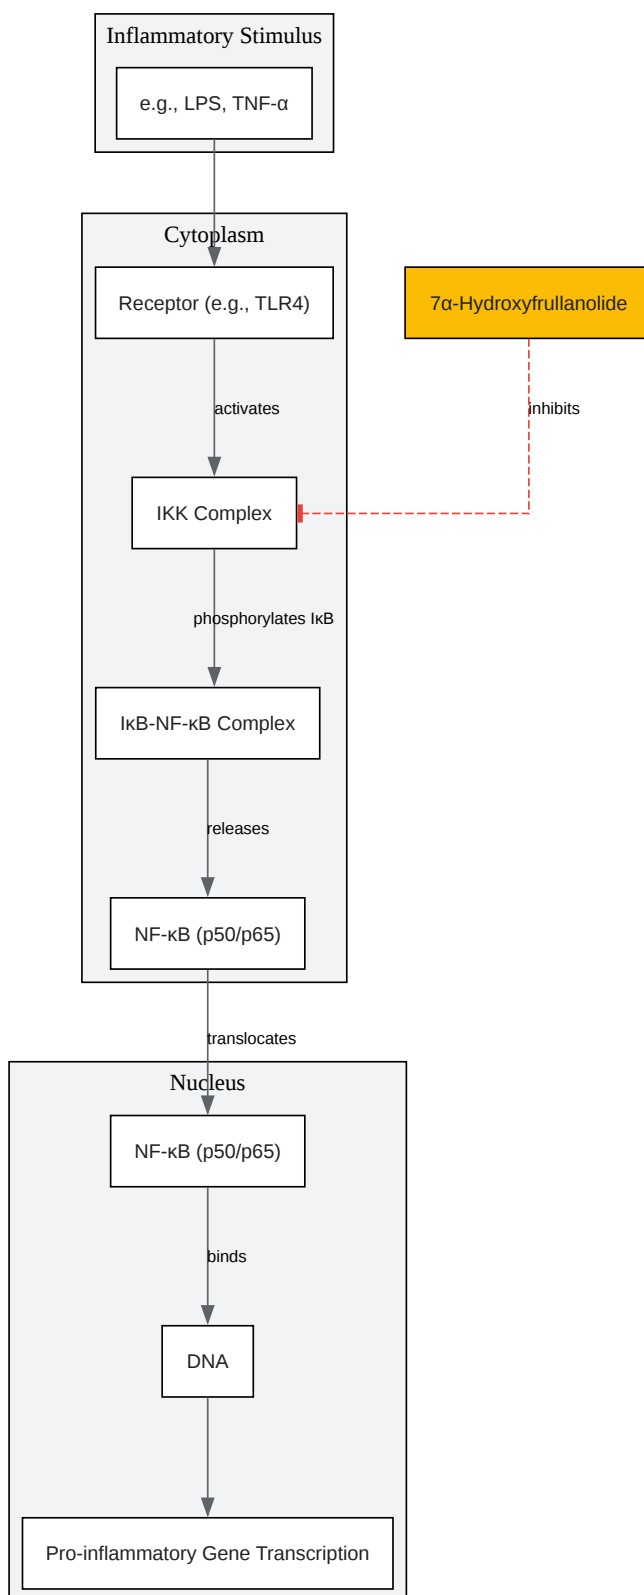 Inflammatory Stimulus
e.g., LPS, TNF-α
Cytoplasm
Receptor (e.g., TLR4)
7α-Hydroxyfrullanolide
activates
inhibits
IKK Complex
phosphorylates IκB
IκB-NF-κB Complex
releases
NF-κB (p50/p65)
translocates
Nucleus
NF-κB (p50/p65)
binds
DNA
Pro-inflammatory Gene Transcription